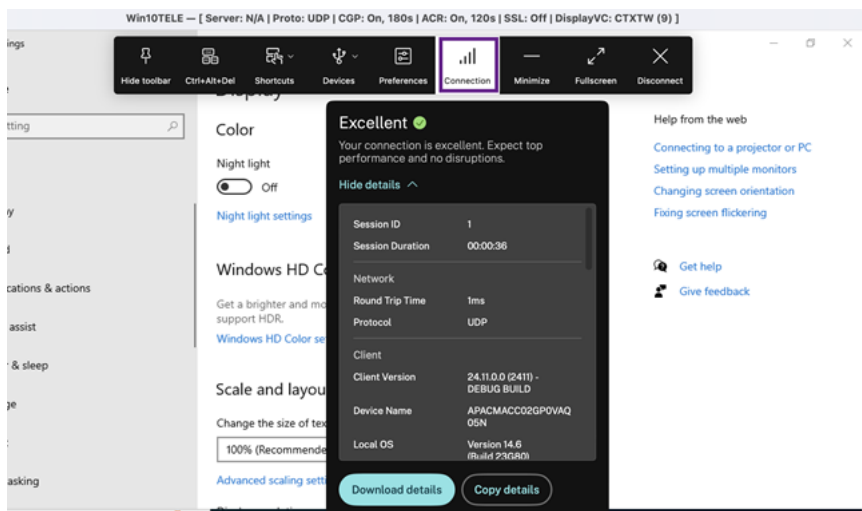 Win10TELE — [ Server: N/A | Proto: UDP | CGP: On, 180s | ACR: On, 120s | SSL: Off | DisplayVC: CTXTW (9) ]
ings
Hide toolbar Ctrl+Alt+Del Shortcuts Devices Preferences Connection Minimize Fullscreen Disconnect
Display
tting
Color
Night light
Off
Night light settings
Windows HD Co
Get a brighter and mo
support HDR.
Windows HD Color se
Scale and layou
Change the size of tex
100% (Recommende
Advanced scaling setti
cations & actions
assist
& sleep
ge
asking
Excellent
Your connection is excellent. Expect top
performance and no disruptions.
Hide details
Session ID 1
Session Duration 00:00:36
Network
Round Trip Time 1ms
Protocol UDP
Client
Client Version 24.11.0.0 (2411) -
DEBUG BUILD
Device Name APACMACC02GP0VAQ
05N
Local OS Version 14.6
(Build 23G80)
Download details Copy details
Help from the web
Connecting to a projector or PC
Setting up multiple monitors
Changing screen orientation
Fixing screen flickering
Get help
Give feedback